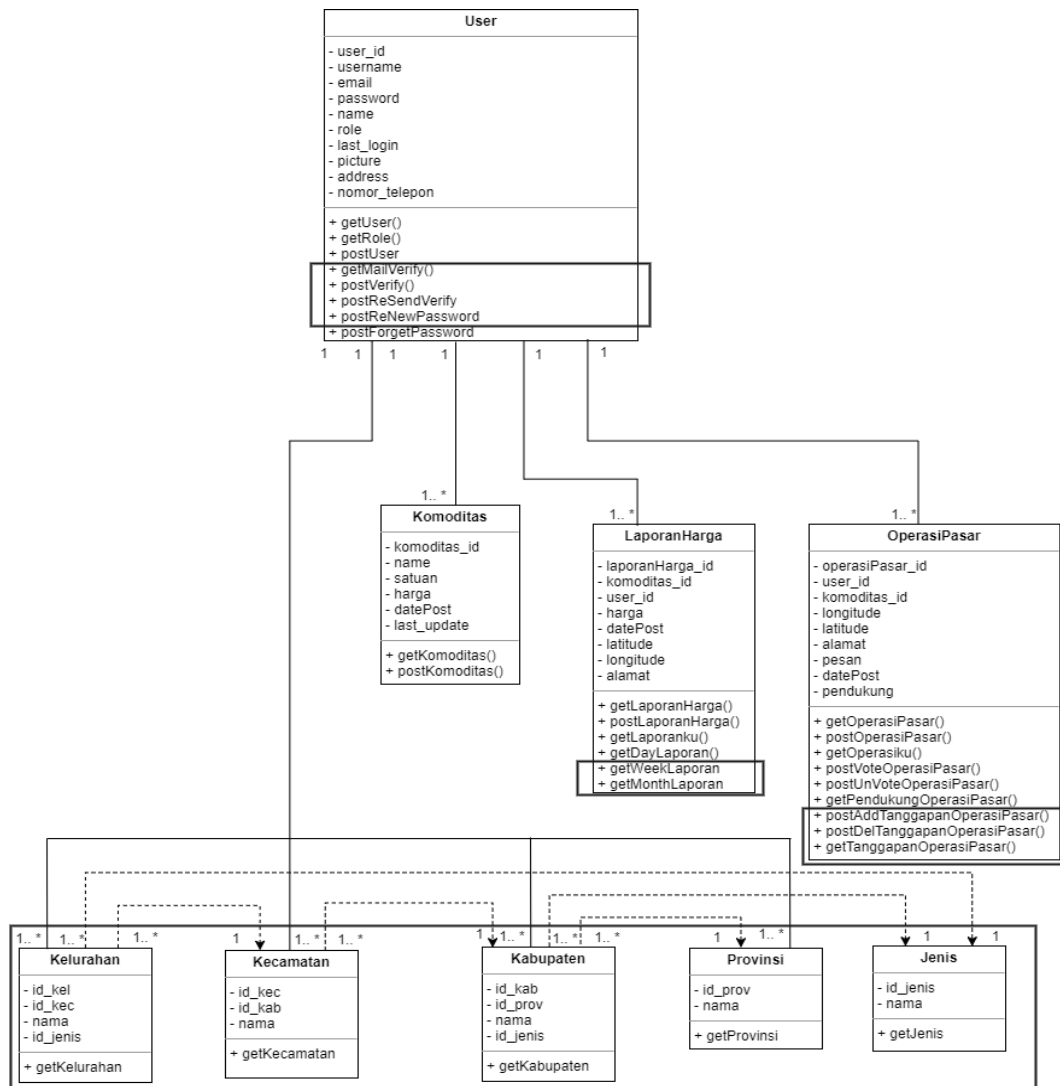 User
- user_id
- username
- email
- password
- name
- role
- last_login
- picture
- address
- nomor_telepon
+ getUser()
+ getRole()
+ postUser
+ getMailVerify()
+ postVerify()
+ postReSendVerify
+ postReNewPassword
+ postForgetPassword
1 1 1 1 1 1
1.. *
Komoditas
- komoditas_id
- name
- satuan
- harga
- datePost
- last_update
+ getKomoditas()
+ postKomoditas()
1.. *
LaporanHarga
- laporanHarga_id
- komoditas_id
- user_id
- harga
- datePost
- latitude
- longitude
- alamat
+ getLaporanHarga()
+ postLaporanHarga()
+ getLaporanku()
+ getDayLaporan()
+ getWeekLaporan
+ getMonthLaporan
1.. *
OperasiPasar
- operasiPasar_id
- user_id
- komoditas_id
- longitude
- latitude
- alamat
- pesan
- datePost
- pendukung
+ getOperasiPasar()
+ postOperasiPasar()
+ getOperasiku()
+ postVoteOperasiPasar()
+ postUnVoteOperasiPasar()
+ getPendukungOperasiPasar()
+ postAddTanggapanOperasiPasar()
+ postDelTanggapanOperasiPasar()
+ getTanggapanOperasiPasar()
1.. * 1.. * 1.. * 1 1.. * 1.. * 1 1.. * 1.. * 1.. * 1 1.. * 1 1
Kelurahan
- id_kel
- id_kec
- nama
- id_jenis
+ getKelurahan
Kecamatan
- id_kec
- id_kab
- nama
+ getKecamatan
Kabupaten
- id_kab
- id_prov
- nama
- id_jenis
+ getKabupaten
Provinsi
- id_prov
- nama
+ getProvinsi
Jenis
- id_jenis
- nama
+ getJenis